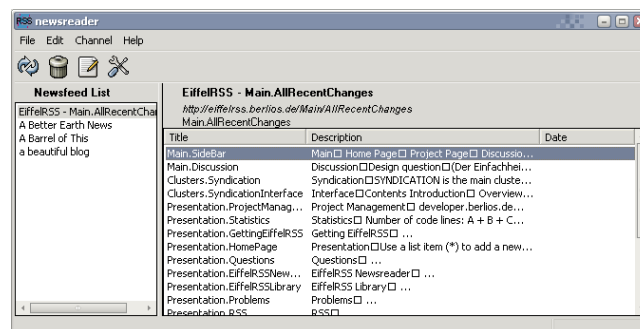 RSS newsreader
File Edit Channel Help
Newsfeed List
EiffelRSS - Main.AllRecentChan
A Better Earth News
A Barrel of This
a beautiful blog
EiffelRSS - Main.AllRecentChanges
http://eiffelrss.berlios.de/Main/AllRecentChanges
Main.AllRecentChanges
Title Description Date
Main.SideBar Main□ Home Page□ Project Page□ Discussio...
Main.Discussion Discussion□Design question□(Der Einfachhei...
Clusters.Syndication Syndication□SYNDICATION is the main cluste...
Clusters.SyndicationInterface Interface□Contents Introduction□ Overview...
Presentation.ProjectManag... Project Management□ developer.berlios.de...
Presentation.Statistics Statistics□ Number of code lines: A + B + C...
Presentation.GettingEiffelRSS Getting EiffelRSS□ ...
Presentation.HomePage Presentation□Use a list item (*) to add a new...
Presentation.Questions Questions□ ...
Presentation.EiffelRSSNew... EiffelRSS Newsreader□ ...
Presentation.EiffelRSSLibrary EiffelRSS Library□ ...
Presentation.Problems Problems□ ...
Presentation.RSS RSS□